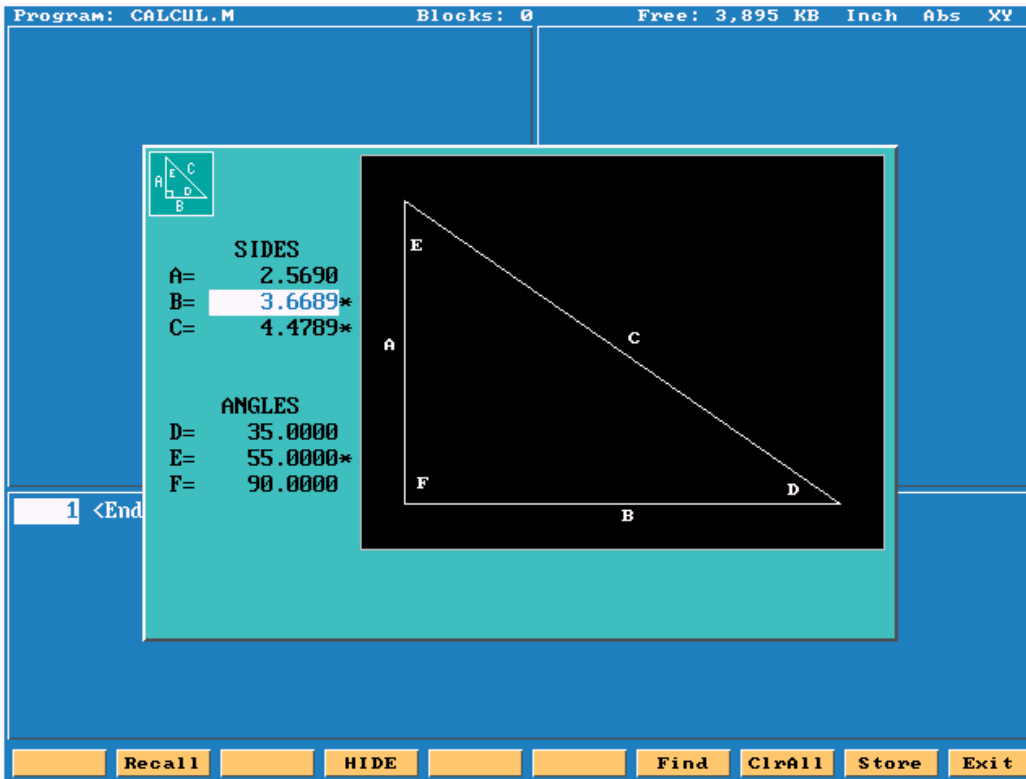 Program: CALCUL.M Blocks: 0 Free: 3,895 KB Inch Abs XY
A E C
D
B
SIDES
A= 2.5690
B= 3.6689*
C= 4.4789*
ANGLES
D= 35.0000
E= 55.0000*
F= 90.0000
E
A
C
F
D
B
1 <End
Recall HIDE Find ClrAll Store Exit